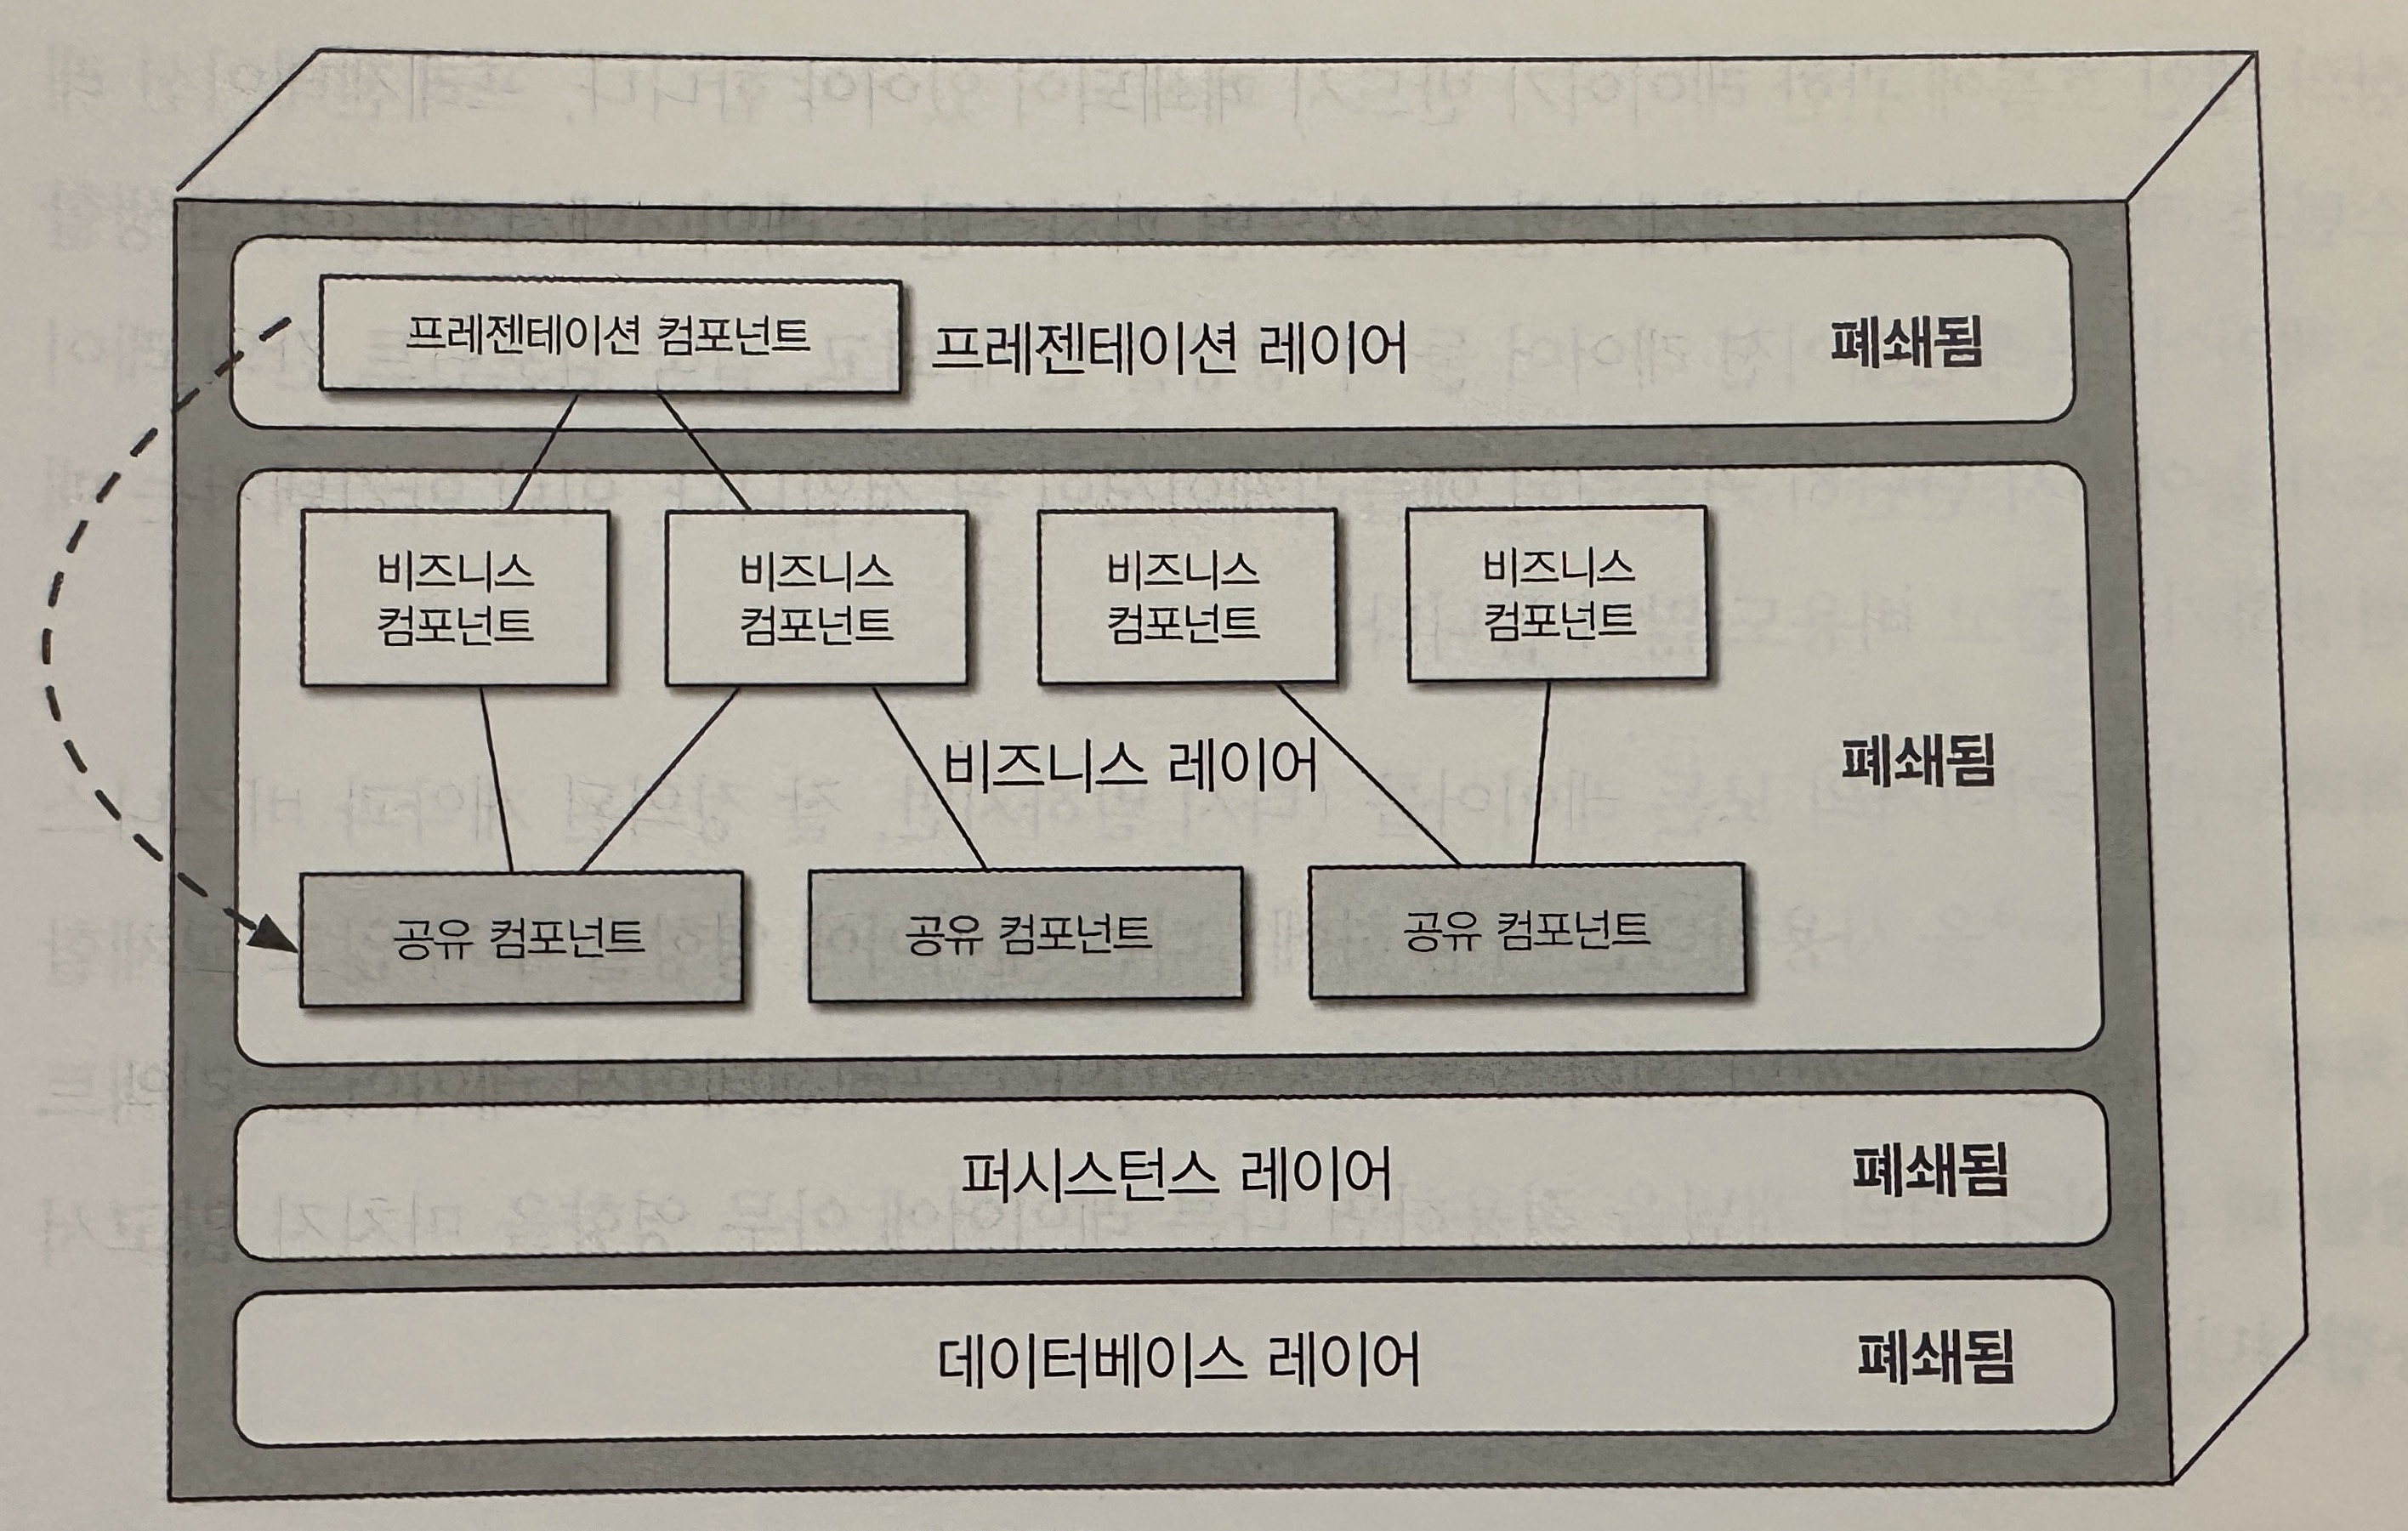 프레젠테이션 컴포넌트
프레젠테이션 레이어
폐쇄됨
비즈니스
컴포넌트
비즈니스
컴포넌트
비즈니스
컴포넌트
비즈니스
컴포넌트
비즈니스 레이어
폐쇄됨
공유 컴포넌트
공유 컴포넌트
공유 컴포넌트
퍼시스턴스 레이어
폐쇄됨
데이터베이스 레이어
폐쇄됨